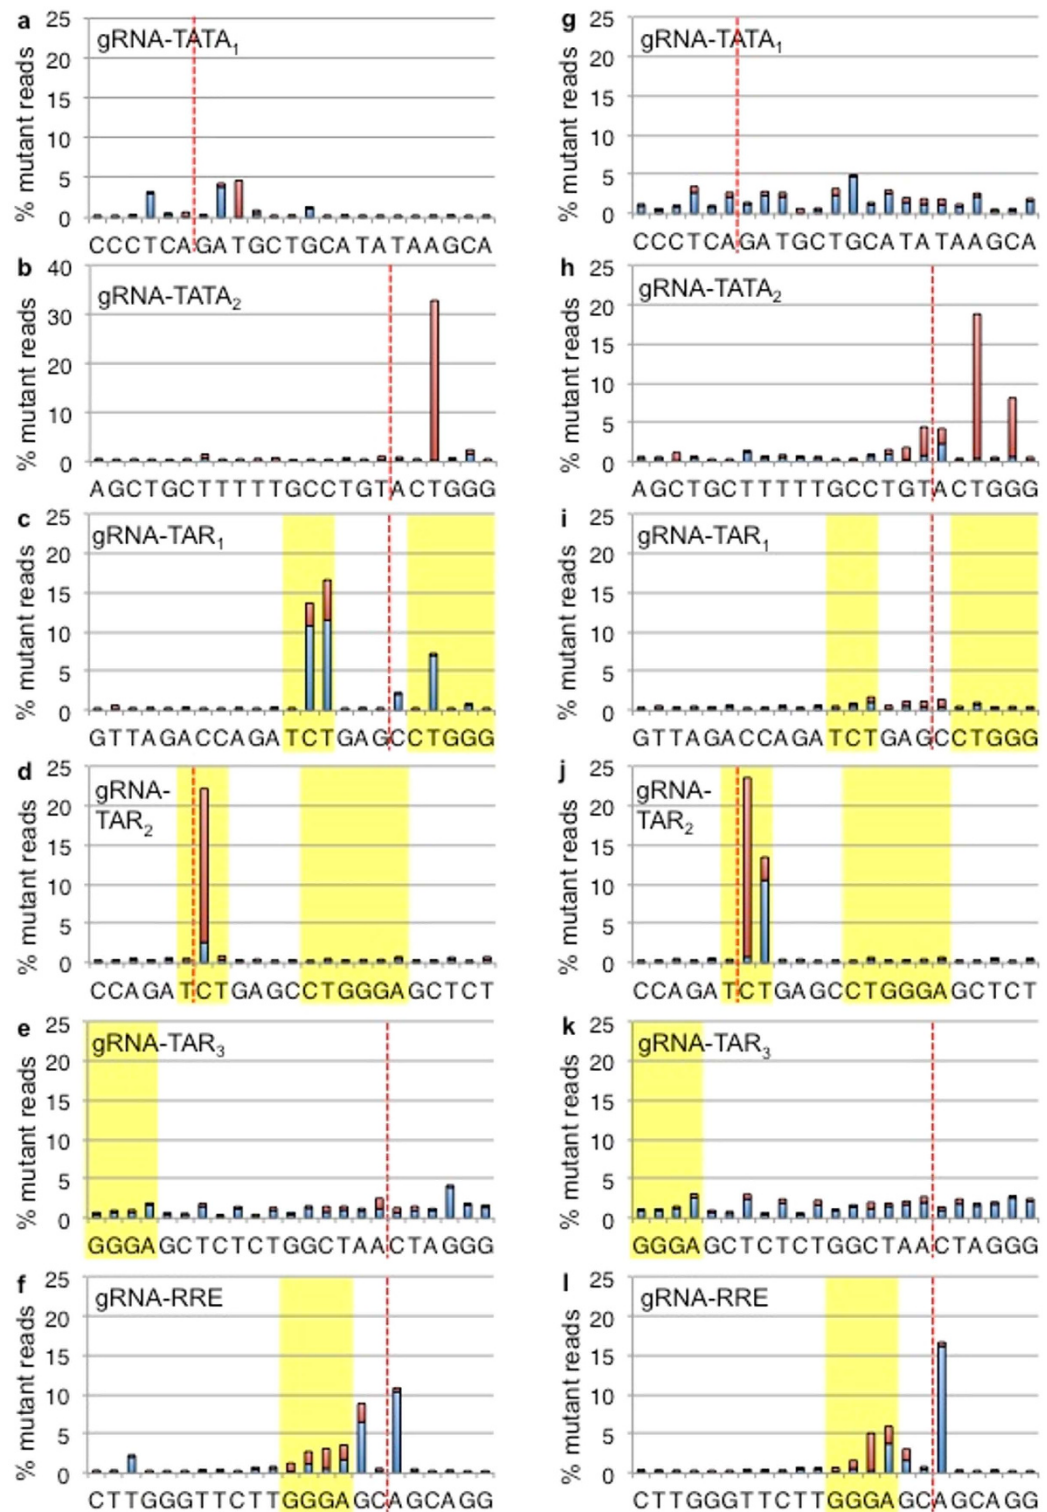 a
gRNA-TATA1
% mutant reads
25
20
15
10
5
0
CCCTCAGATGCTGCATATAAGCA
g
gRNA-TATA1
% mutant reads
25
20
15
10
5
0
CCCTCAGATGCTGCATATAAGCA
b
gRNA-TATA2
% mutant reads
40
30
20
10
0
AGCTGCTTTTTGCCTGTACTGGG
h
gRNA-TATA2
% mutant reads
25
20
15
10
5
0
AGCTGCTTTTTGCCTGTACTGGG
c
gRNA-TAR1
% mutant reads
25
20
15
10
5
0
GTTAGACCAGATCTGAGCCTGGG
i
gRNA-TAR1
% mutant reads
25
20
15
10
5
0
GTTAGACCAGATCTGAGCCTGGG
d
gRNA-
TAR2
% mutant reads
25
20
15
10
5
0
CCAGATCTGAGCCTGGGAGCTCT
j
gRNA-
TAR2
% mutant reads
25
20
15
10
5
0
CCAGATCTGAGCCTGGGAGCTCT
e
gRNA-TAR3
% mutant reads
25
20
15
10
5
0
GGGAGCTCTCTGGCTAACTAGGG
k
gRNA-TAR3
% mutant reads
25
20
15
10
5
0
GGGAGCTCTCTGGCTAACTAGGG
f
gRNA-RRE
% mutant reads
25
20
15
10
5
0
CTTGGGTTCTTGGGAGCAGCAGG
l
gRNA-RRE
% mutant reads
25
20
15
10
5
0
CTTGGGTTCTTGGGAGCAGCAGG